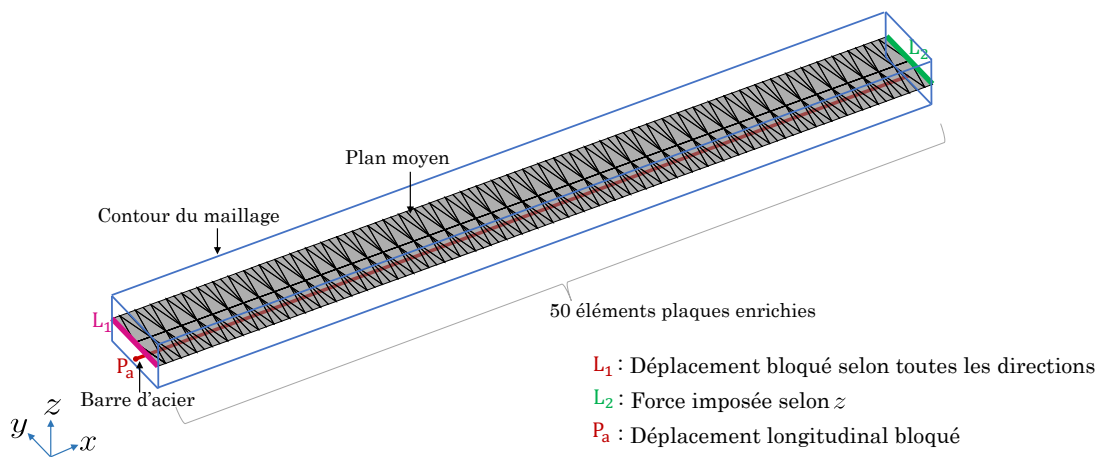 L₂
Plan moyen
Contour du maillage
L₁
50 éléments plaques enrichies
Pₐ
Barre d'acier
L₁ : Déplacement bloqué selon toutes les directions
L₂ : Force imposée selon z
Pₐ : Déplacement longitudinal bloqué
z
y
x